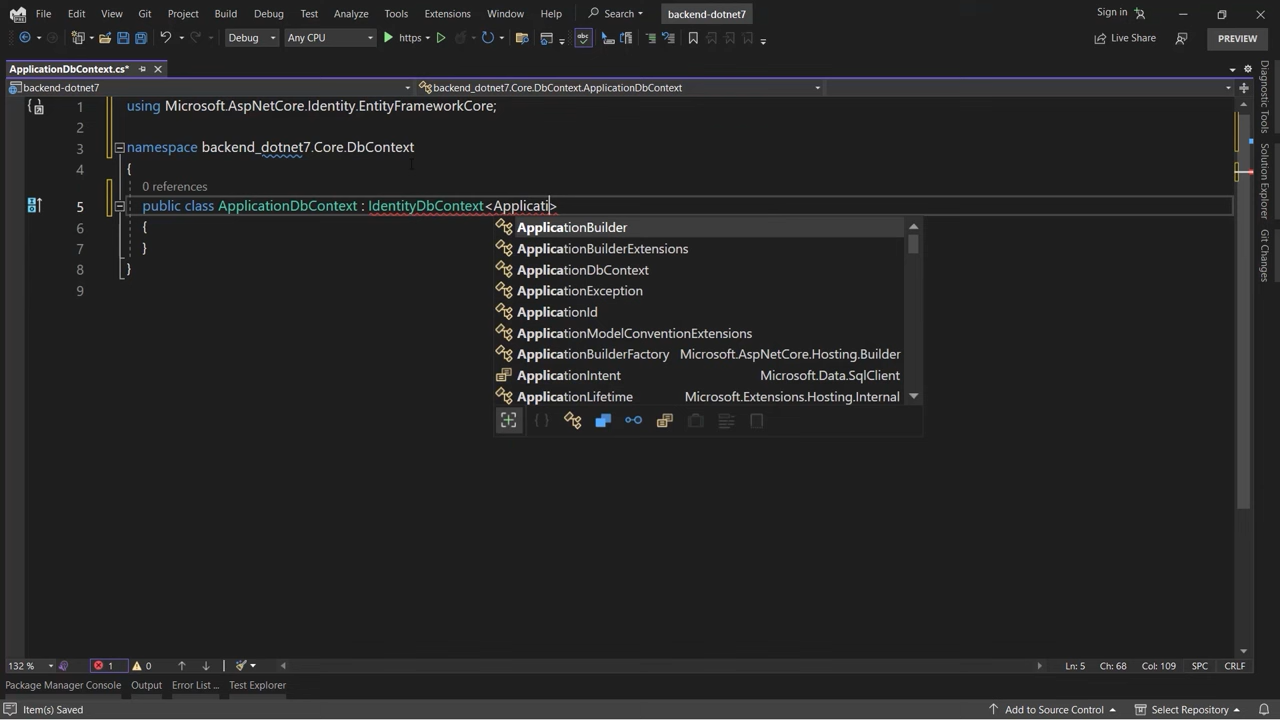 File Edit View Git Project Build Debug Test Analyze Tools Extensions Window Help Search backend-dotnet7 Sign in
PRE Debug Any CPU https abc Live Share PREVIEW
ApplicationDbContext.cs*
backend-dotnet7 backend_dotnet7.Core.DbContext.ApplicationDbContext
1 using Microsoft.AspNetCore.Identity.EntityFrameworkCore;
2
3 namespace backend_dotnet7.Core.DbContext
4 {
0 references
5 public class ApplicationDbContext : IdentityDbContext<Applicati>
6 {
7 }
8 }
9
ApplicationBuilder
ApplicationBuilderExtensions
ApplicationDbContext
ApplicationException
ApplicationId
ApplicationModelConventionExtensions
ApplicationBuilderFactory Microsoft.AspNetCore.Hosting.Builder
ApplicationIntent Microsoft.Data.SqlClient
ApplicationLifetime Microsoft.Extensions.Hosting.Internal
Diagnostic Tools
Solution Explorer
Git Changes
132 % 1 0 Ln: 5 Ch: 68 Col: 109 SPC CRLF
Package Manager Console Output Error List ... Test Explorer
Item(s) Saved Add to Source Control Select Repository